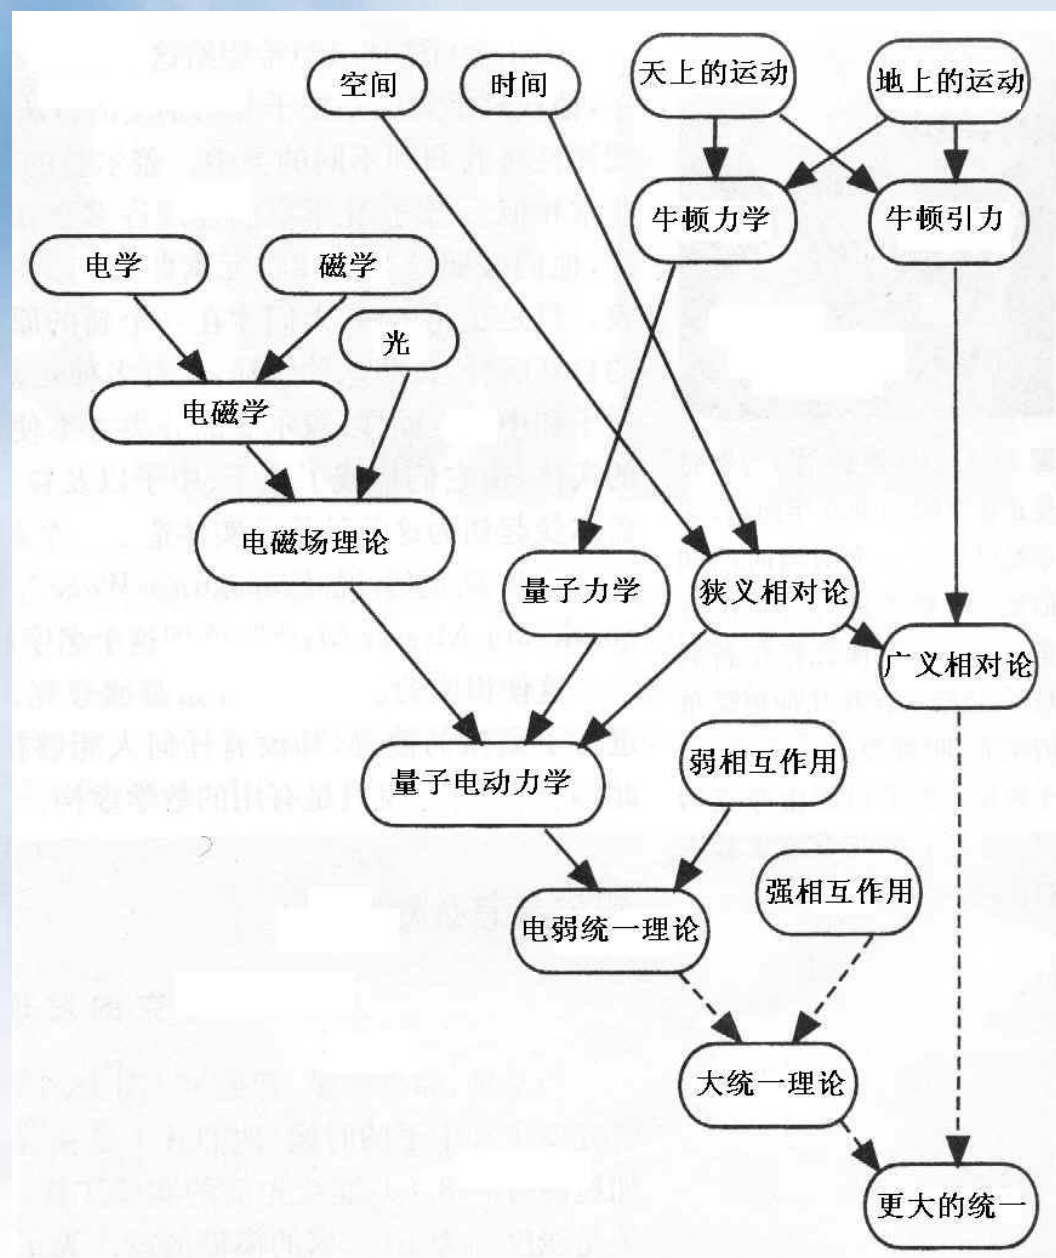 空间
时间
天上的运动
地上的运动
牛顿力学
牛顿引力
电学
磁学
光
电磁学
电磁场理论
量子力学
狭义相对论
广义相对论
量子电动力学
弱相互作用
强相互作用
电弱统一理论
大统一理论
更大的统一